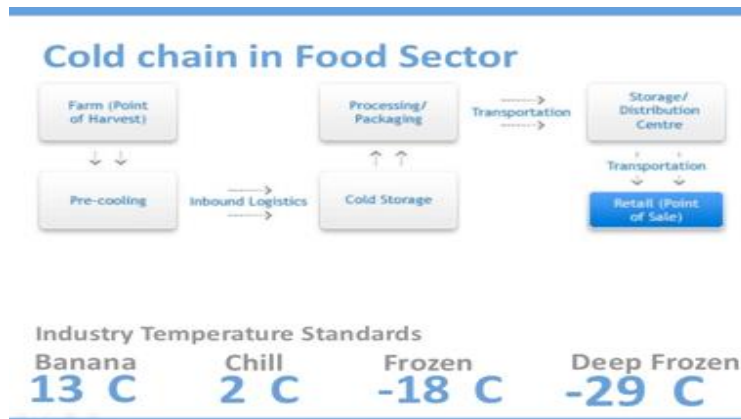 Cold chain in Food Sector
Farm (Point
of Harvest)
Processing/
Packaging
Transportation
Storage/
Distribution
Centre
Transportation
Pre-cooling
Inbound Logistics
Cold Storage
Retail (Point
of Sale)
Industry Temperature Standards
Banana
Chill
Frozen
Deep Frozen
13 C
2 C
-18 C
-29 C